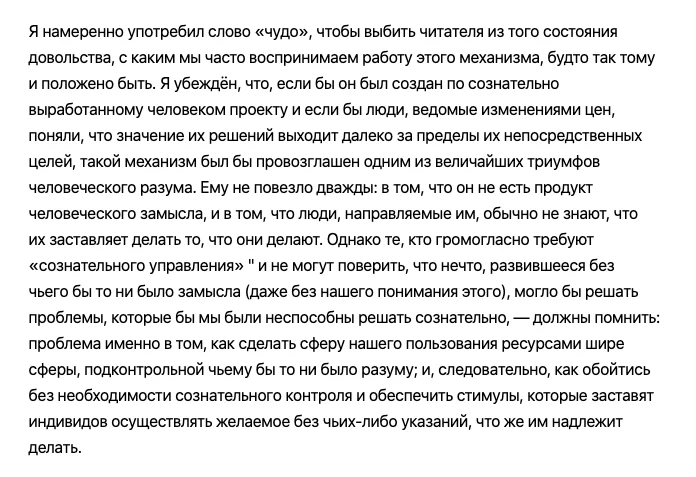 Я намеренно употребил слово «чудо», чтобы выбить читателя из того состояния
довольства, с каким мы часто воспринимаем работу этого механизма, будто так тому
и положено быть. Я убеждён, что, если бы он был создан по сознательно
выработанному человеком проекту и если бы люди, ведомые изменениями цен,
поняли, что значение их решений выходит далеко за пределы их непосредственных
целей, такой механизм был бы провозглашен одним из величайших триумфов
человеческого разума. Ему не повезло дважды: в том, что он не есть продукт
человеческого замысла, и в том, что люди, направляемые им, обычно не знают, что
их заставляет делать то, что они делают. Однако те, кто громогласно требуют
«сознательного управления» " и не могут поверить, что нечто, развившееся без
чьего бы то ни было замысла (даже без нашего понимания этого), могло бы решать
проблемы, которые бы мы были неспособны решать сознательно, — должны помнить:
проблема именно в том, как сделать сферу нашего пользования ресурсами шире
сферы, подконтрольной чьему бы то ни было разуму; и, следовательно, как обойтись
без необходимости сознательного контроля и обеспечить стимулы, которые заставят
индивидов осуществлять желаемое без чьих-либо указаний, что же им надлежит
делать.